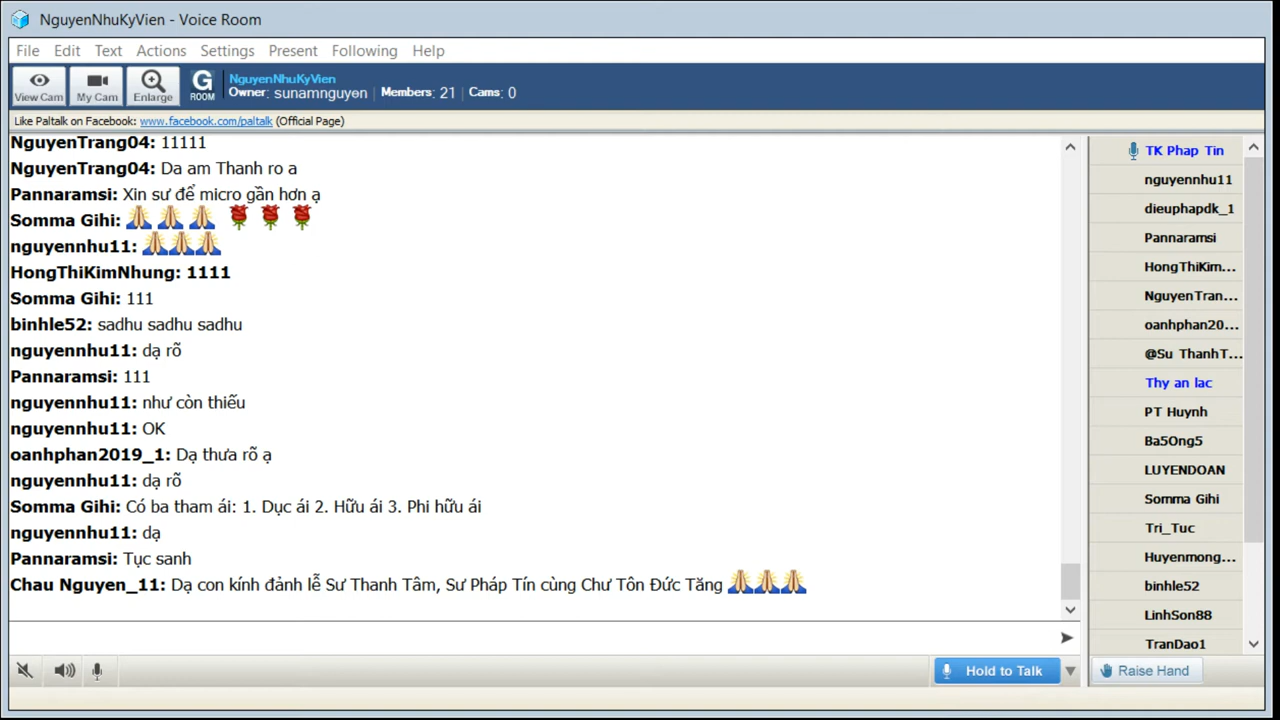 NguyenNhuKyVien - Voice Room
File Edit Text Actions Settings Present Following Help
View Cam My Cam Enlarge G ROOM NguyenNhuKyVien
Owner: sunamnguyen Members: 21 Cams: 0
Like Paltalk on Facebook: www.facebook.com/paltalk (Official Page)
NguyenTrang04: 11111
NguyenTrang04: Da am Thanh ro a
Pannaramsi: Xin sư để micro gần hơn ạ
Somma Gihi: 🙏🙏🙏 🌹🌹🌹
nguyennhu11: 🙏🙏🙏
HongThiKimNhung: 1111
Somma Gihi: 111
binhle52: sadhu sadhu sadhu
nguyennhu11: dạ rõ
Pannaramsi: 111
nguyennhu11: như còn thiếu
nguyennhu11: OK
oanhphan2019_1: Dạ thưa rõ ạ
nguyennhu11: dạ rõ
Somma Gihi: Có ba tham ái: 1. Dục ái 2. Hữu ái 3. Phi hữu ái
nguyennhu11: dạ
Pannaramsi: Tục sanh
Chau Nguyen_11: Dạ con kính đảnh lễ Sư Thanh Tâm, Sư Pháp Tín cùng Chư Tôn Đức Tăng 🙏🙏🙏
Hold to Talk
TK Phap Tin
nguyennhu11
dieuphapdk_1
Pannaramsi
HongThiKim...
NguyenTran...
oanhphan20...
@Su ThanhT...
Thy an lac
PT Huynh
Ba5Ong5
LUYENDOAN
Somma Gihi
Tri_Tuc
Huyenmong...
binhle52
LinhSon88
TranDao1
Raise Hand